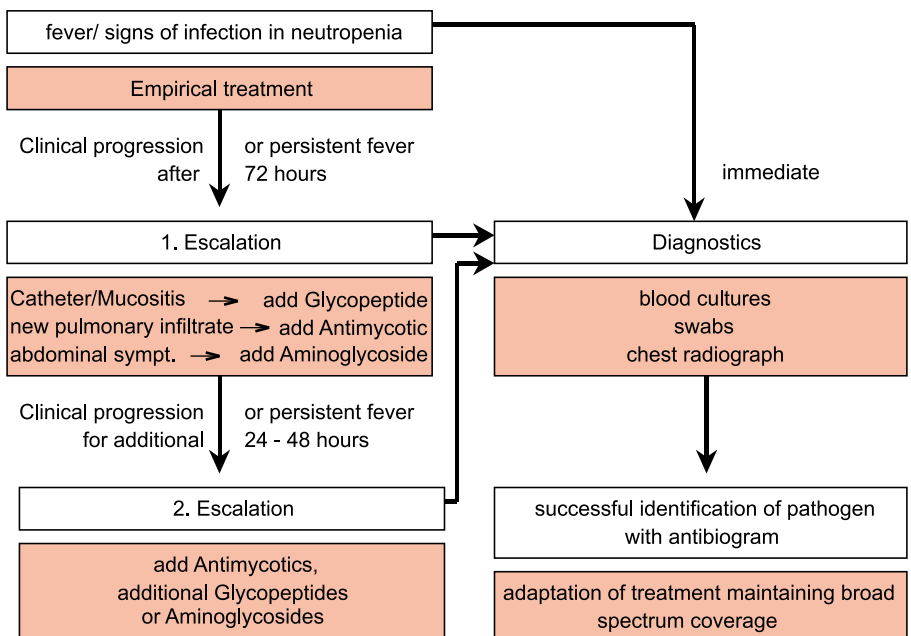 fever/ signs of infection in neutropenia
Empirical treatment
Clinical progression or persistent fever
after 72 hours
immediate
1. Escalation
Diagnostics
Catheter/Mucositis → add Glycopeptide
new pulmonary infiltrate → add Antimycotic
abdominal sympt. → add Aminoglycoside
blood cultures
swabs
chest radiograph
Clinical progression or persistent fever
for additional 24 - 48 hours
2. Escalation
successful identification of pathogen
with antibiogram
add Antimycotics,
additional Glycopeptides
or Aminoglycosides
adaptation of treatment maintaining broad
spectrum coverage